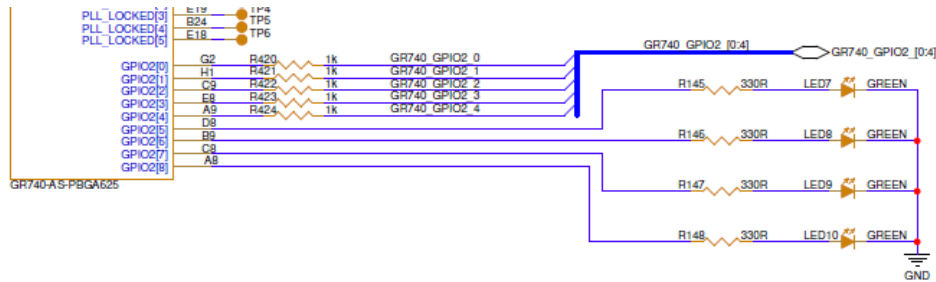 PLL_LOCKED[3] E19 TP4
PLL_LOCKED[4] B24 TP5
PLL_LOCKED[5] E18 TP6
GR740_GPIO2_[0:4] GR740_GPIO2_[0:4]
GPIO2[0] G2 R420 1k GR740_GPIO2_0
GPIO2[1] H1 R421 1k GR740_GPIO2_1
GPIO2[2] C9 R422 1k GR740_GPIO2_2
GPIO2[3] E8 R423 1k GR740_GPIO2_3
GPIO2[4] A9 R424 1k GR740_GPIO2_4
GPIO2[5] D8 R145 330R LED7 GREEN
GPIO2[6] B9 R146 330R LED8 GREEN
GPIO2[7] C8 R147 330R LED9 GREEN
GPIO2[8] A8 R148 330R LED10 GREEN
GR740-AS-PBGA625
GND